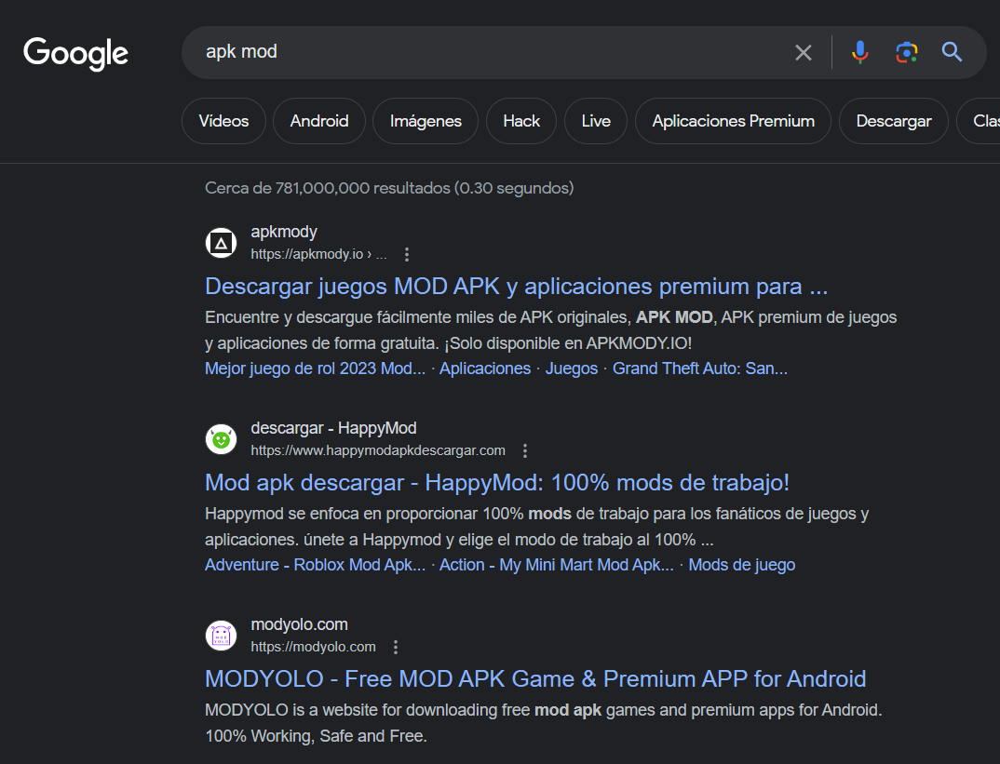 Google
apk mod
Vídeos
Android
Imágenes
Hack
Live
Aplicaciones Premium
Descargar
Cerca de 781,000,000 resultados (0.30 segundos)
apkmody
https://apkmody.io › ...
Descargar juegos MOD APK y aplicaciones premium para ...
Encuentre y descargue fácilmente miles de APK originales, APK MOD, APK premium de juegos
y aplicaciones de forma gratuita. ¡Solo disponible en APKMODY.IO!
Mejor juego de rol 2023 Mod... · Aplicaciones · Juegos · Grand Theft Auto: San...
descargar - HappyMod
https://www.happymodapkdescargar.com
Mod apk descargar - HappyMod: 100% mods de trabajo!
Happymod se enfoca en proporcionar 100% mods de trabajo para los fanáticos de juegos y
aplicaciones. únete a Happymod y elige el modo de trabajo al 100% ...
Adventure - Roblox Mod Apk... · Action - My Mini Mart Mod Apk... · Mods de juego
modyolo.com
https://modyolo.com
MODYOLO - Free MOD APK Game & Premium APP for Android
MODYOLO is a website for downloading free mod apk games and premium apps for Android.
100% Working, Safe and Free.